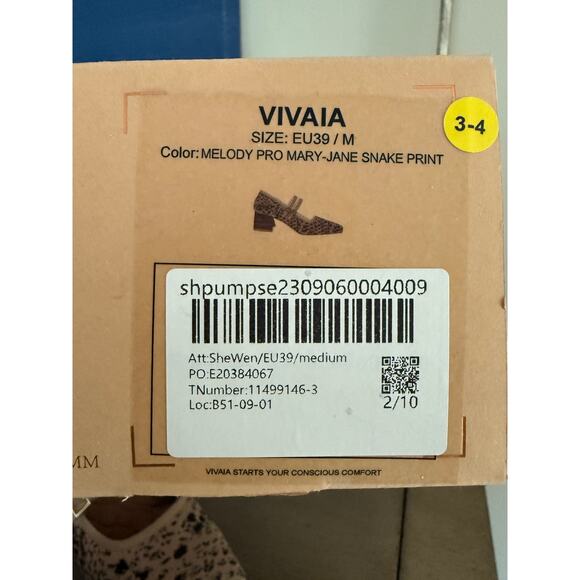 VIVAIA
SIZE: EU39 / M
Color: MELODY PRO MARY-JANE SNAKE PRINT
3-4
shpumpse2309060004009
Att:SheWen/EU39/medium
PO:E20384067
TNumber:11499146-3
Loc:B51-09-01
2/10
MM
VIVAIA STARTS YOUR CONSCIOUS COMFORT